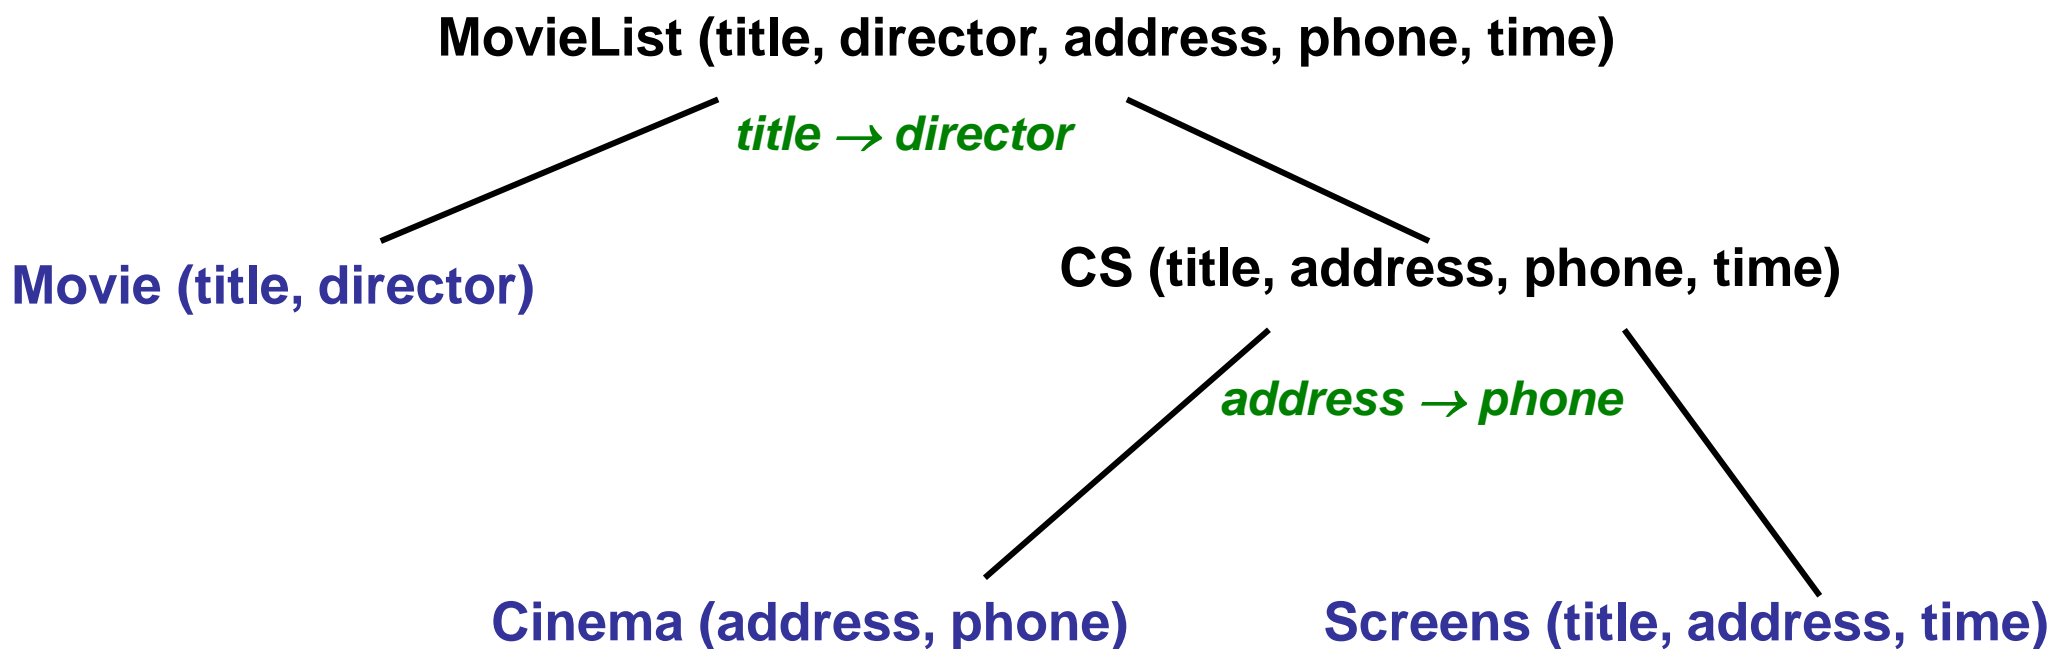 MovieList (title, director, address, phone, time)
title → director
Movie (title, director)
CS (title, address, phone, time)
address → phone
Cinema (address, phone)
Screens (title, address, time)